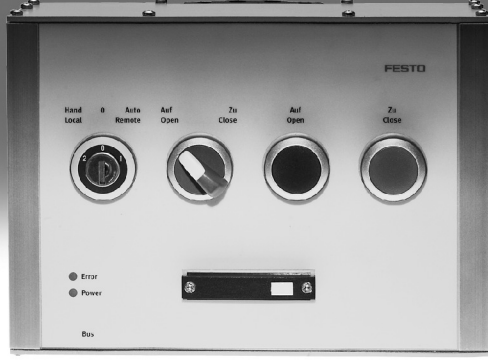 FESTO
Hand 0 Auto
Local Remote
Auf Zu
Open Close
Auf
Open
Zu
Close
2 0 1
Error
Power
Bus